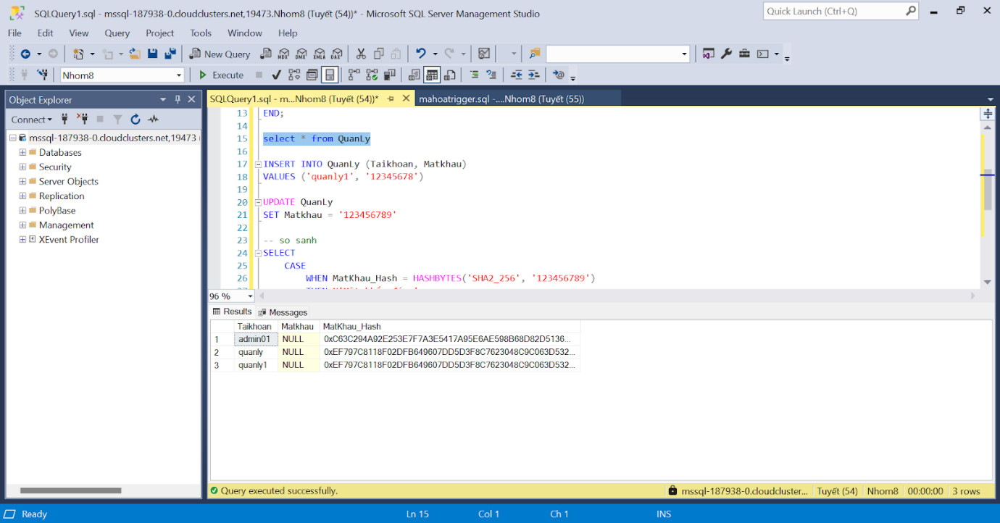 SQLQuery1.sql - mssql-187938-0.cloudclusters.net,19473.Nhom8 (Tuyết (54))* - Microsoft SQL Server Management Studio
Quick Launch (Ctrl+Q)
File Edit View Query Project Tools Window Help
New Query
MDX DMX XMLA DAX
Nhom8
Execute
Object Explorer
SQLQuery1.sql - m...Nhom8 (Tuyết (54))*
mahoatrigger.sql -....Nhom8 (Tuyết (55))
Connect
mssql-187938-0.cloudclusters.net,19473
Databases
Security
Server Objects
Replication
PolyBase
Management
XEvent Profiler
13 END;
14
15 select * from QuanLy
16
17 INSERT INTO QuanLy (Taikhoan, Matkhau)
18 VALUES ('quanly1', '12345678')
19
20 UPDATE QuanLy
21 SET Matkhau = '123456789'
22
23 -- so sanh
24 SELECT
25 CASE
26 WHEN MatKhau_Hash = HASHBYTES('SHA2_256', '123456789')
96 %
Results Messages
Taikhoan Matkhau MatKhau_Hash
1 admin01 NULL 0xC63C294A92E253E7F7A3E5417A95E6AE598B68D82D5136...
2 quanly NULL 0xEF797C8118F02DFB649607DD5D3F8C7623048C9C063D532...
3 quanly1 NULL 0xEF797C8118F02DFB649607DD5D3F8C7623048C9C063D532...
Query executed successfully.
mssql-187938-0.cloudcluster... Tuyết (54) Nhom8 00:00:00 3 rows
Ready Ln 15 Col 1 Ch 1 INS